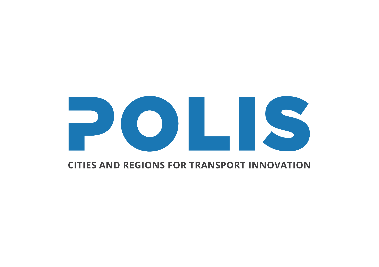 POLIS
CITIES AND REGIONS FOR TRANSPORT INNOVATION